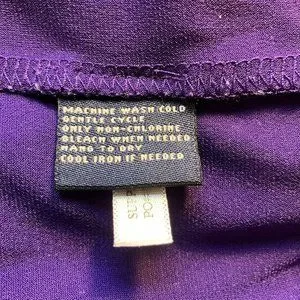 MACHINE WASH COLD
GENTLE CYCLE
ONLY NON-CHLORINE
BLEACH WHEN NEEDED
HANG TO DRY
COOL IRON IF NEEDED